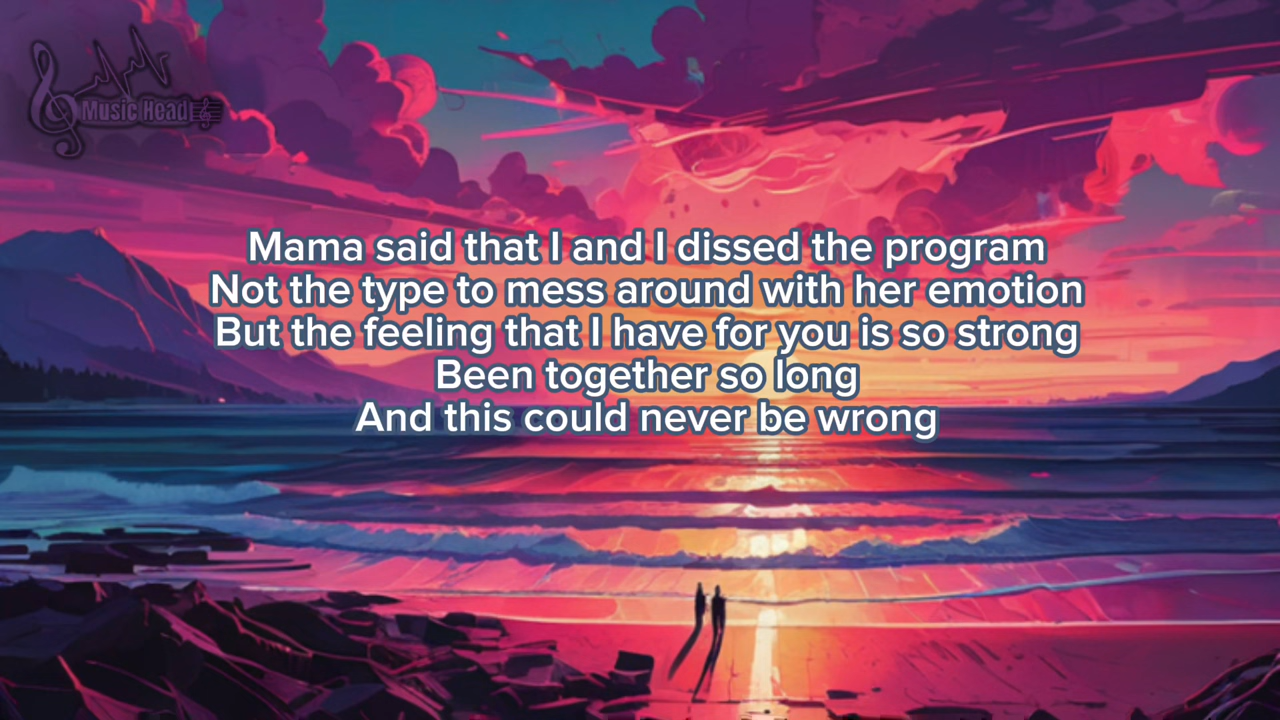 Music Head
Mama said that I and I dissed the program
Not the type to mess around with her emotion
But the feeling that I have for you is so strong
Been together so long
And this could never be wrong